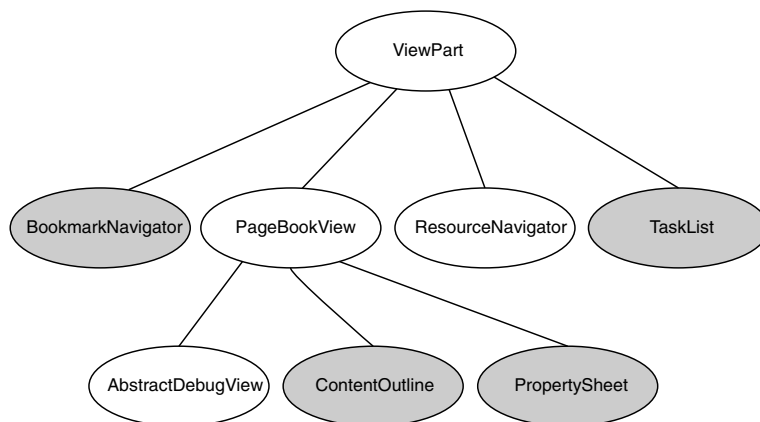 ViewPart
BookmarkNavigator
PageBookView
ResourceNavigator
TaskList
AbstractDebugView
ContentOutline
PropertySheet